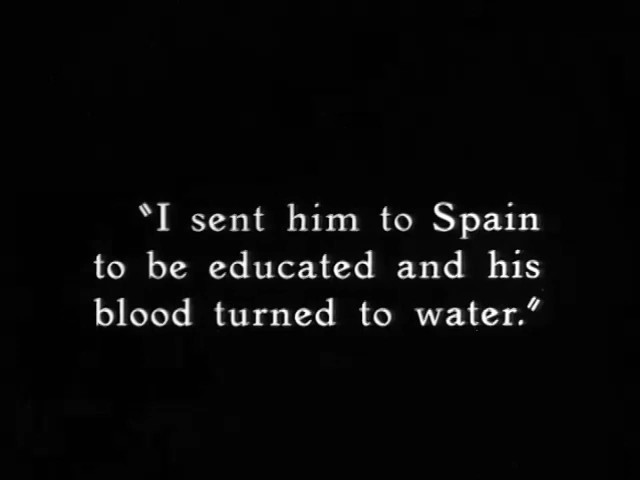 "I sent him to Spain
to be educated and his
blood turned to water."